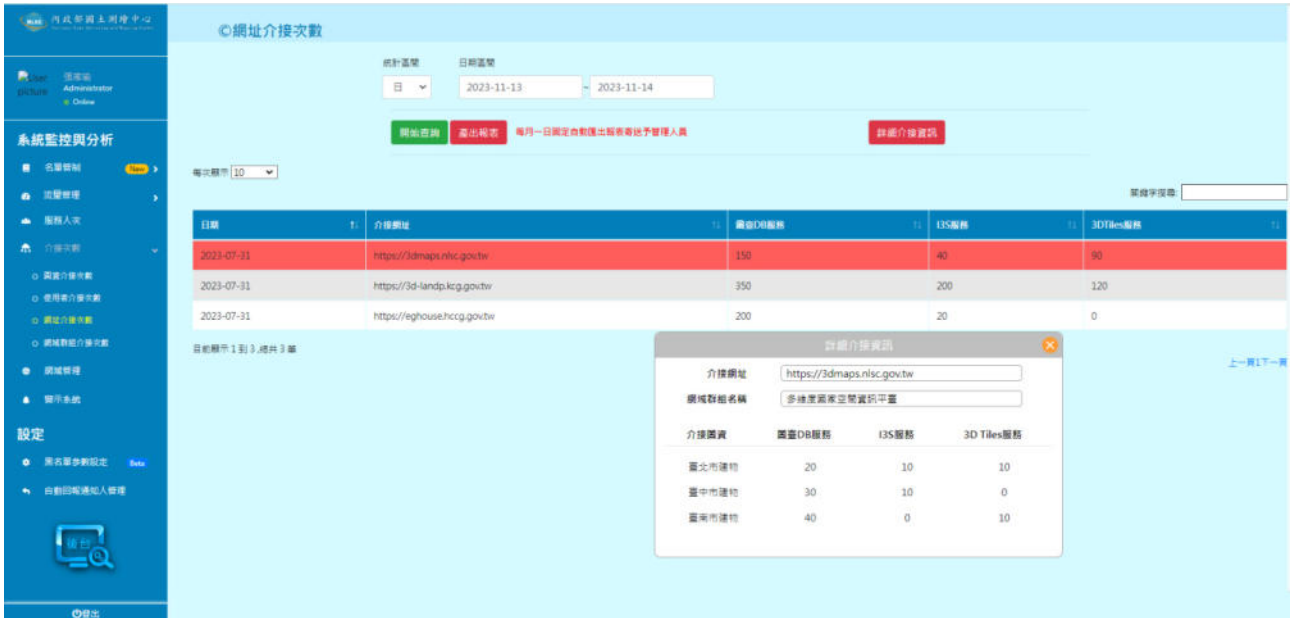 內政部國土測繪中心
©網址介接次數
User picture
Administrator
Online
統計區間 日期區間
日 2023-11-13 ~ 2023-11-14
開始查詢 產出報表 每月一日固定自動匯出報表寄送予管理人員 詳細介接資訊
系統監控與分析
名單管制 New
流量管理
服務人次
介接次數
圖資介接次數
使用者介接次數
網址介接次數
網域群組介接次數
網域管理
警示系統
設定
黑名單參數設定 Beta
自動回報通知人管理
後台
登出
每次顯示 10
關鍵字搜尋:
日期 介接網址 圖臺DB服務 I3S服務 3DTiles服務
2023-07-31 https://3dmaps.nlsc.gov.tw 150 40 90
2023-07-31 https://3d-landp.kcg.gov.tw 350 200 120
2023-07-31 https://eghouse.hccg.gov.tw 200 20 0
目前顯示 1 到 3 ,總共 3 筆
上一頁1下一頁
詳細介接資訊
介接網址 https://3dmaps.nlsc.gov.tw
網域群組名稱 多維度國家空間資訊平臺
介接圖資 圖臺DB服務 I3S服務 3D Tiles服務
臺北市建物 20 10 10
臺中市建物 30 10 0
臺南市建物 40 0 10